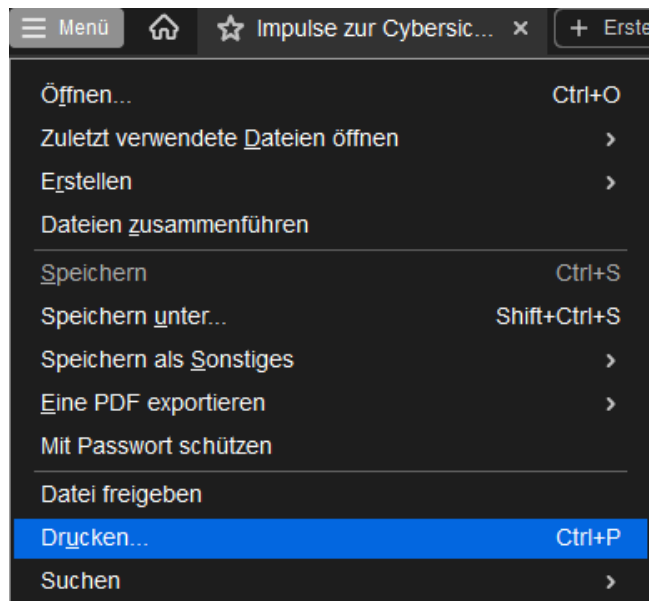 Menü Impulse zur Cybersic... × + Erste
Öffnen... Ctrl+O
Zuletzt verwendete Dateien öffnen
Erstellen
Dateien zusammenführen
Speichern Ctrl+S
Speichern unter... Shift+Ctrl+S
Speichern als Sonstiges
Eine PDF exportieren
Mit Passwort schützen
Datei freigeben
Drucken... Ctrl+P
Suchen